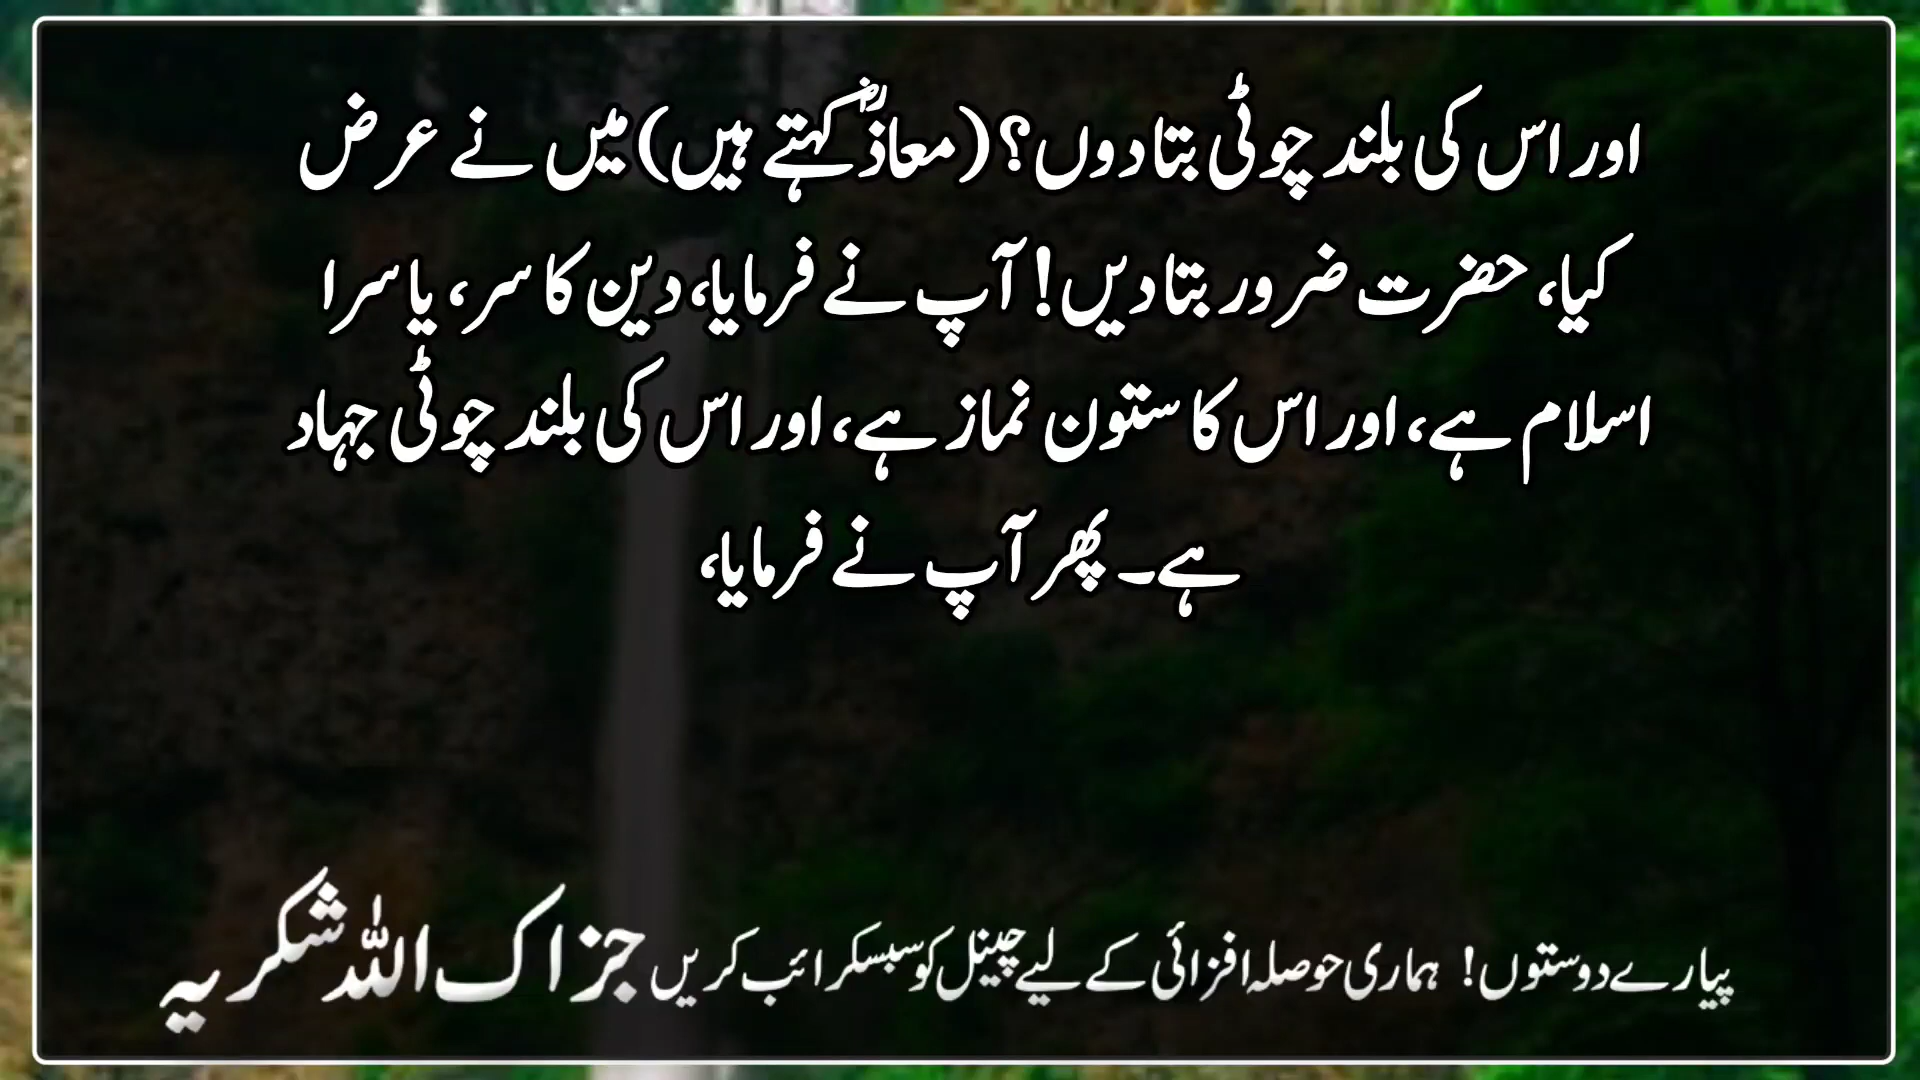 اور اس کی بلند چوٹی بتادوں؟ (معاذؓ کہتے ہیں) میں نے عرض
کیا، حضرت ضرور بتادیں! آپ نے فرمایا، دین کا سر، یا سرا
اسلام ہے، اور اس کا ستون نماز ہے، اور اس کی بلند چوٹی جہاد
ہے۔ پھر آپ نے فرمایا،
پیارے دوستوں! ہماری حوصلہ افزائی کے لیے چینل کو سبسکرائب کریں جزاک اللہ شکریہ